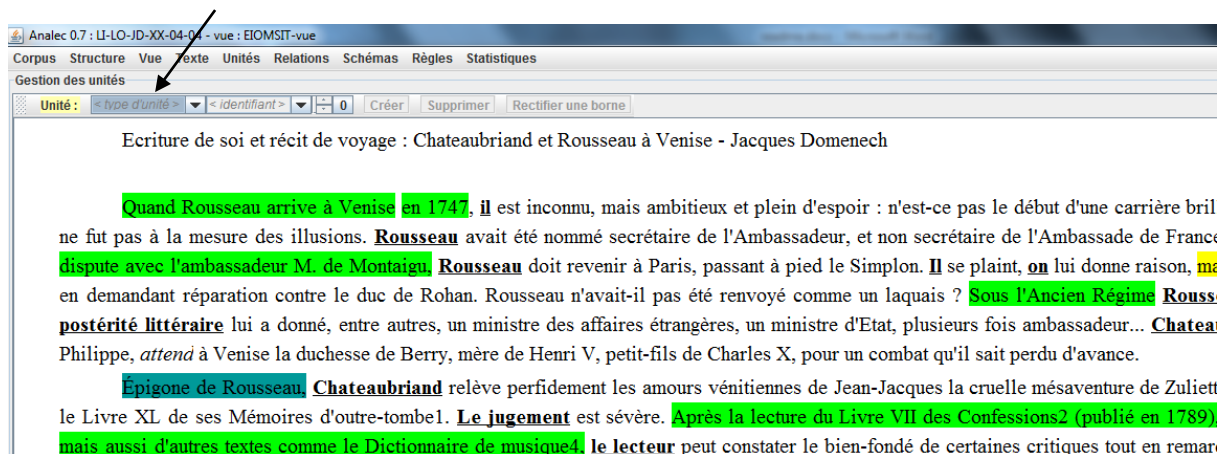 Analec 0.7 : LI-LO-JD-XX-04-04 - vue : EIOMSIT-vue
Corpus Structure Vue Texte Unités Relations Schémas Règles Statistiques
Gestion des unités
Unité : < type d'unité > < identifiant > 0 Créer Supprimer Rectifier une borne
Ecriture de soi et récit de voyage : Chateaubriand et Rousseau à Venise - Jacques Domenech
Quand Rousseau arrive à Venise en 1747, il est inconnu, mais ambitieux et plein d'espoir : n'est-ce pas le début d'une carrière bril
ne fut pas à la mesure des illusions. Rousseau avait été nommé secrétaire de l'Ambassadeur, et non secrétaire de l'Ambassade de France
dispute avec l'ambassadeur M. de Montaigu, Rousseau doit revenir à Paris, passant à pied le Simplon. Il se plaint, on lui donne raison, ma
en demandant réparation contre le duc de Rohan. Rousseau n'avait-il pas été renvoyé comme un laquais ? Sous l'Ancien Régime Rouss
postérité littéraire lui a donné, entre autres, un ministre des affaires étrangères, un ministre d'Etat, plusieurs fois ambassadeur... Chateau
Philippe, attend à Venise la duchesse de Berry, mère de Henri V, petit-fils de Charles X, pour un combat qu'il sait perdu d'avance.
Épigone de Rousseau, Chateaubriand relève perfidement les amours vénitiennes de Jean-Jacques la cruelle mésaventure de Zuliett
le Livre XL de ses Mémoires d'outre-tombe1. Le jugement est sévère. Après la lecture du Livre VII des Confessions2 (publié en 1789),
mais aussi d'autres textes comme le Dictionnaire de musique4, le lecteur peut constater le bien-fondé de certaines critiques tout en remar